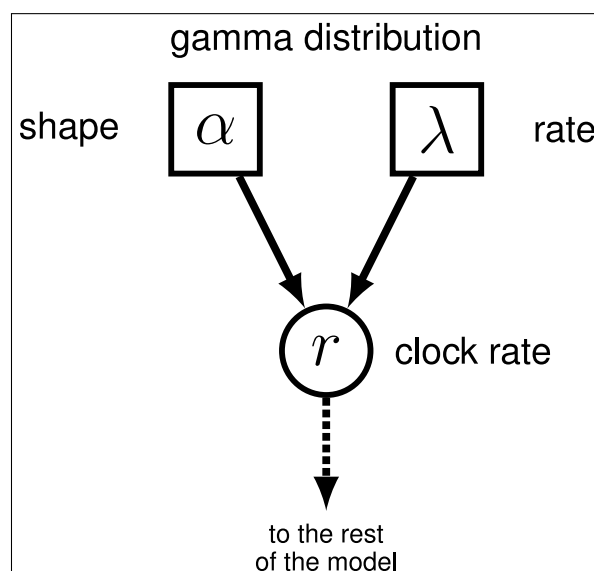 gamma distribution
shape α λ rate
r clock rate
to the rest
of the model